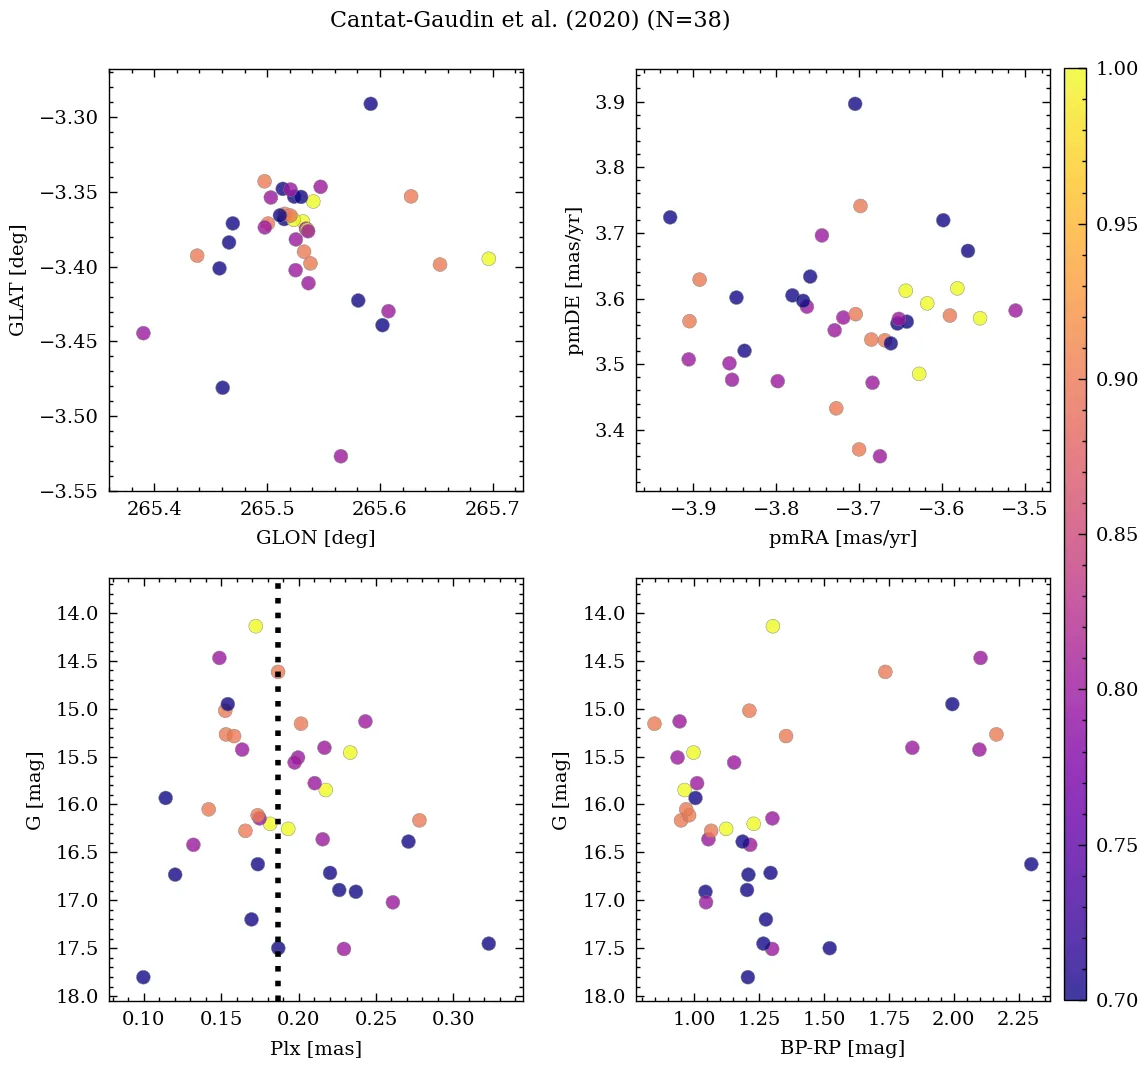 Cantat-Gaudin et al. (2020) (N=38)
−3.30
−3.35
−3.40
−3.45
−3.50
−3.55
GLAT [deg]
265.4 265.5 265.6 265.7
GLON [deg]
3.9
3.8
3.7
3.6
3.5
3.4
pmDE [mas/yr]
−3.9 −3.8 −3.7 −3.6 −3.5
pmRA [mas/yr]
1.00
0.95
0.90
0.85
0.80
0.75
0.70
14.0
14.5
15.0
15.5
16.0
16.5
17.0
17.5
18.0
G [mag]
0.10 0.15 0.20 0.25 0.30
Plx [mas]
14.0
14.5
15.0
15.5
16.0
16.5
17.0
17.5
18.0
G [mag]
1.00 1.25 1.50 1.75 2.00 2.25
BP-RP [mag]